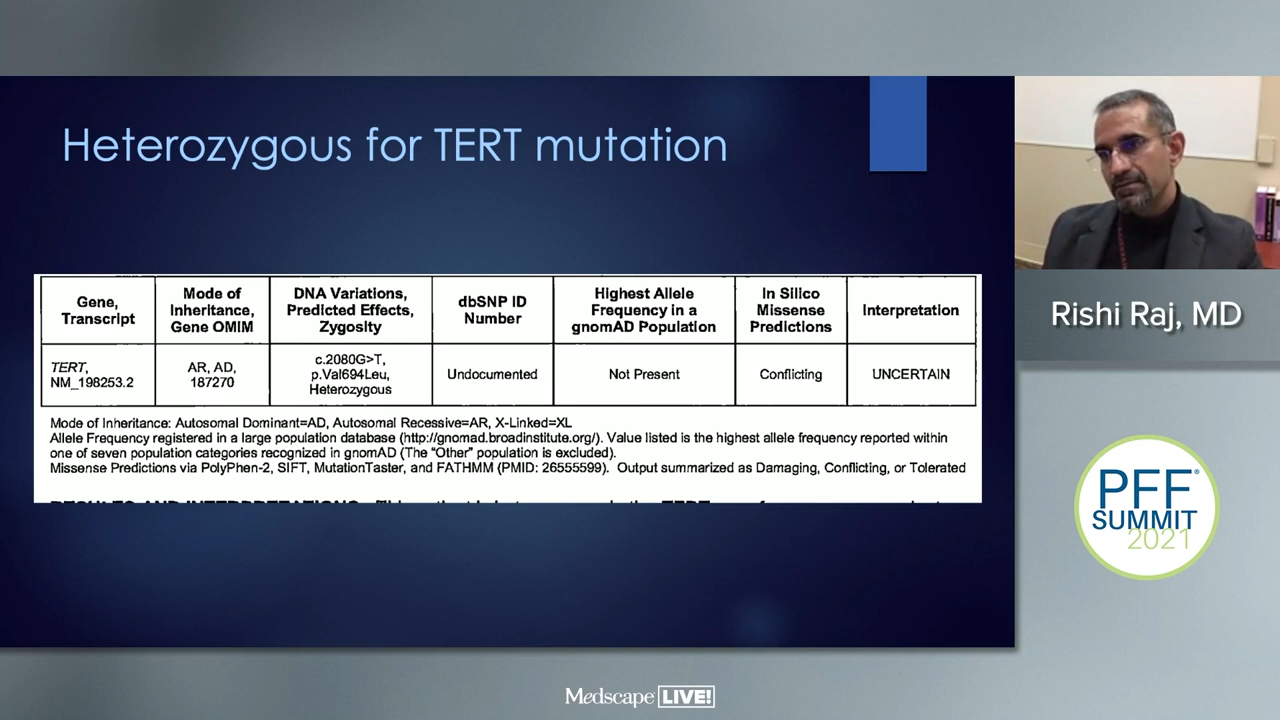 Heterozygous for TERT mutation
Gene,
Transcript
Mode of
Inheritance,
Gene OMIM
DNA Variations,
Predicted Effects,
Zygosity
dbSNP ID
Number
Highest Allele
Frequency in a
gnomAD Population
In Silico
Missense
Predictions
Interpretation
TERT,
NM_198253.2
AR, AD,
187270
c.2080G>T,
p.Val694Leu,
Heterozygous
Undocumented
Not Present
Conflicting
UNCERTAIN
Mode of Inheritance: Autosomal Dominant=AD, Autosomal Recessive=AR, X-Linked=XL
Allele Frequency registered in a large population database (http://gnomad.broadinstitute.org/). Value listed is the highest allele frequency reported within
one of seven population categories recognized in gnomAD (The "Other" population is excluded).
Missense Predictions via PolyPhen-2, SIFT, MutationTaster, and FATHMM (PMID: 26555599). Output summarized as Damaging, Conflicting, or Tolerated
Rishi Raj, MD
PFF®
SUMMIT
2021
Medscape LIVE!